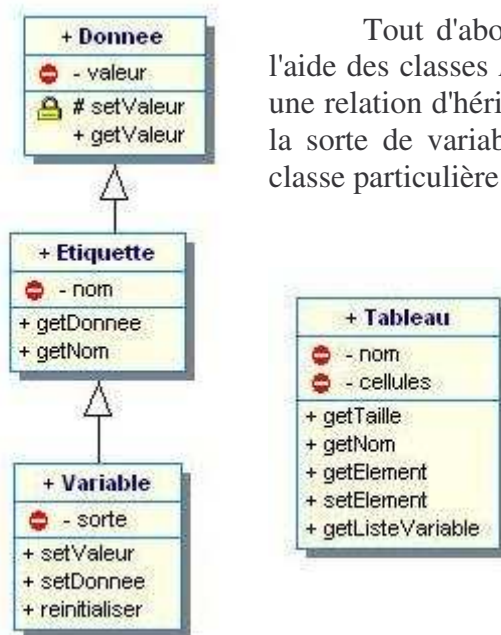 + Donnee
- valeur
# setValeur
+ getValeur
+ Etiquette
- nom
+ getDonnee
+ getNom
+ Variable
- sorte
+ setValeur
+ setDonnee
+ reinitialiser
Tout d'abo
l'aide des classes
une relation d'héri
la sorte de variab
classe particulière
+ Tableau
- nom
- cellules
+ getTaille
+ getNom
+ getElement
+ setElement
+ getListeVariable